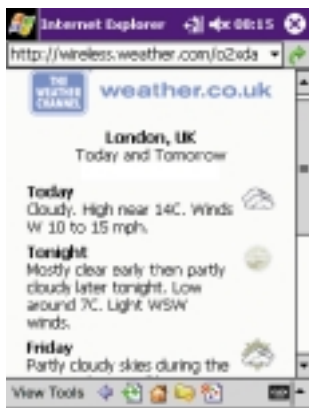 Internet Explorer 08:15
http://wireless.weather.com/o2xda
THE
WEATHER
CHANNEL
weather.co.uk
London, UK
Today and Tomorrow
Today
Cloudy. High near 14C. Winds
W 10 to 15 mph.
Tonight
Mostly clear early then partly
cloudy later tonight. Low
around 7C. Light WSW
winds.
Friday
Partly cloudy skies during the
View Tools